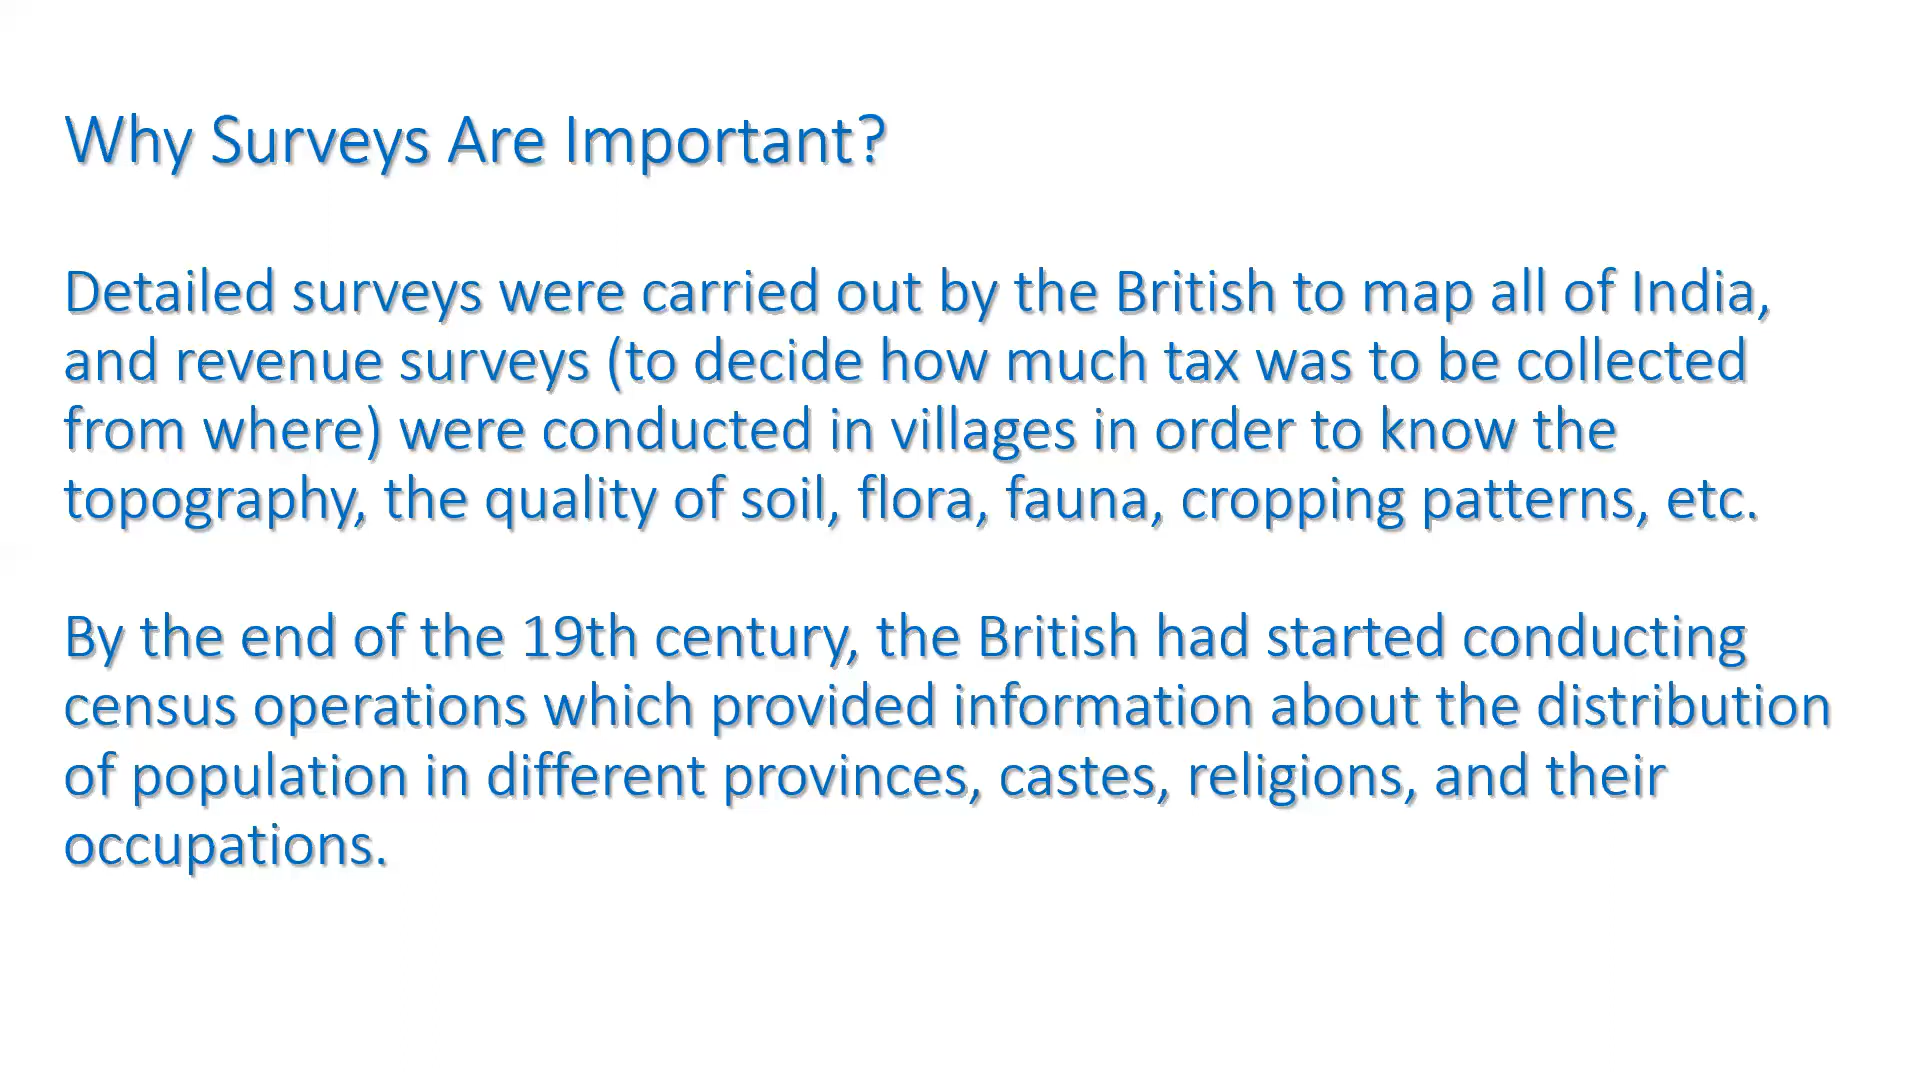 Why Surveys Are Important?
Detailed surveys were carried out by the British to map all of India,
and revenue surveys (to decide how much tax was to be collected
from where) were conducted in villages in order to know the
topography, the quality of soil, flora, fauna, cropping patterns, etc.
By the end of the 19th century, the British had started conducting
census operations which provided information about the distribution
of population in different provinces, castes, religions, and their
occupations.